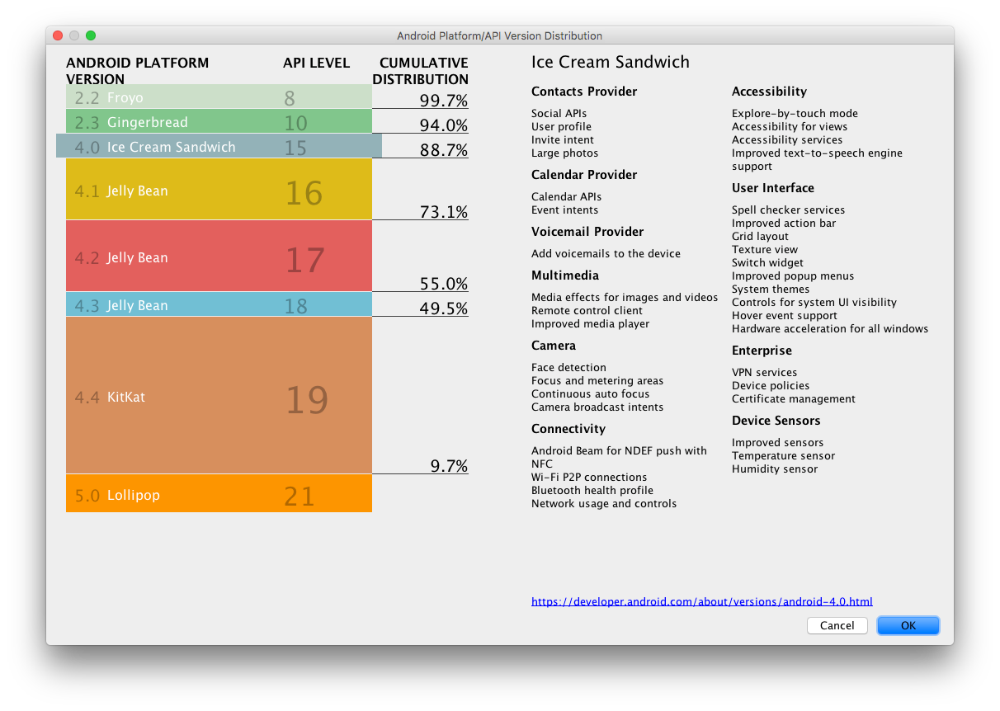 Android Platform/API Version Distribution
ANDROID PLATFORM
VERSION
API LEVEL
CUMULATIVE
DISTRIBUTION
2.2 Froyo 8
99.7%
2.3 Gingerbread 10
94.0%
4.0 Ice Cream Sandwich 15
88.7%
4.1 Jelly Bean 16
73.1%
4.2 Jelly Bean 17
55.0%
4.3 Jelly Bean 18
49.5%
4.4 KitKat 19
9.7%
5.0 Lollipop 21
Ice Cream Sandwich
Contacts Provider
Social APIs
User profile
Invite intent
Large photos
Calendar Provider
Calendar APIs
Event intents
Voicemail Provider
Add voicemails to the device
Multimedia
Media effects for images and videos
Remote control client
Improved media player
Camera
Face detection
Focus and metering areas
Continuous auto focus
Camera broadcast intents
Connectivity
Android Beam for NDEF push with
NFC
Wi-Fi P2P connections
Bluetooth health profile
Network usage and controls
Accessibility
Explore-by-touch mode
Accessibility for views
Accessibility services
Improved text-to-speech engine
support
User Interface
Spell checker services
Improved action bar
Grid layout
Texture view
Switch widget
Improved popup menus
System themes
Controls for system UI visibility
Hover event support
Hardware acceleration for all windows
Enterprise
VPN services
Device policies
Certificate management
Device Sensors
Improved sensors
Temperature sensor
Humidity sensor
https://developer.android.com/about/versions/android-4.0.html
Cancel
OK